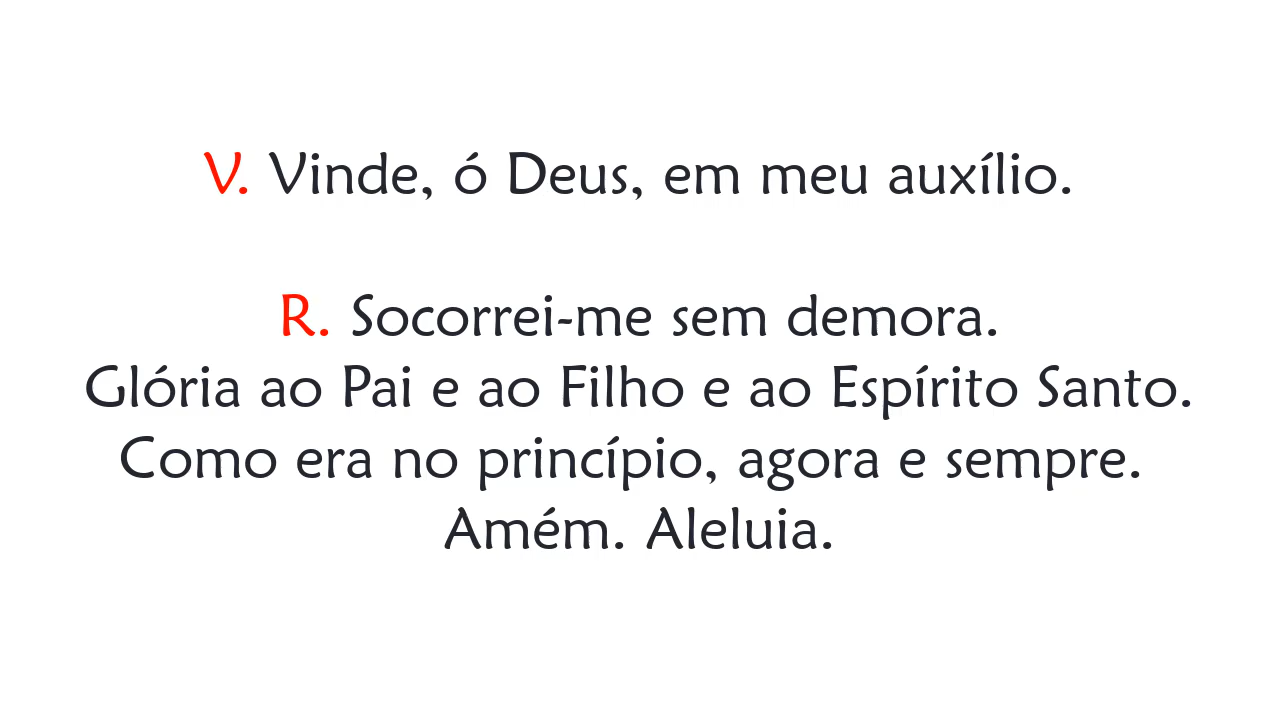 V. Vinde, ó Deus, em meu auxílio.
R. Socorrei-me sem demora.
Glória ao Pai e ao Filho e ao Espírito Santo.
Como era no princípio, agora e sempre.
Amém. Aleluia.